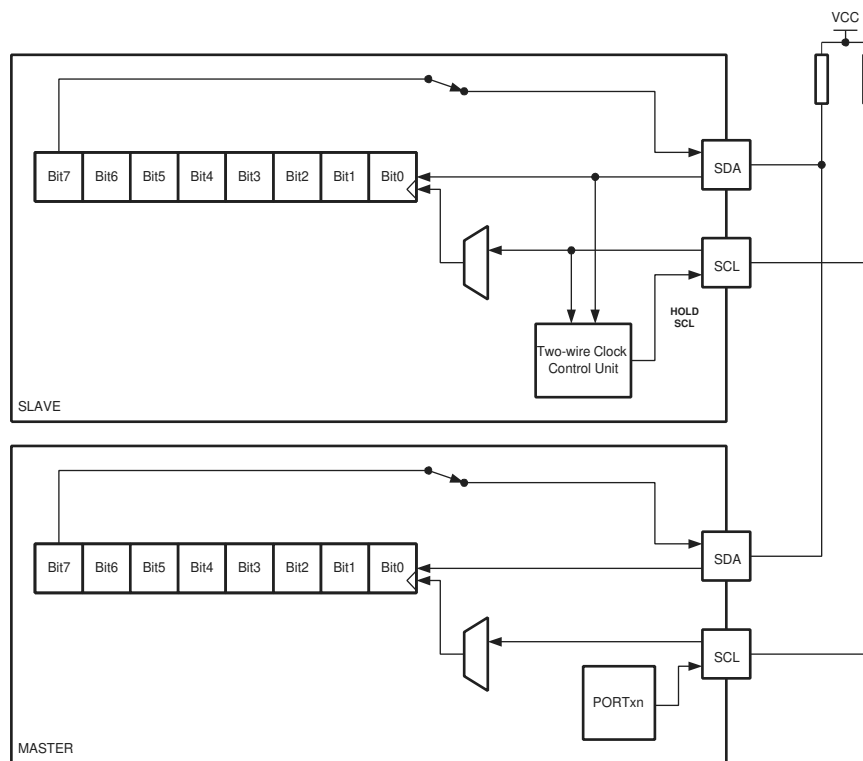 VCC
Bit7 Bit6 Bit5 Bit4 Bit3 Bit2 Bit1 Bit0
SDA
SCL
HOLD
SCL
Two-wire Clock
Control Unit
SLAVE
Bit7 Bit6 Bit5 Bit4 Bit3 Bit2 Bit1 Bit0
SDA
SCL
PORTxn
MASTER